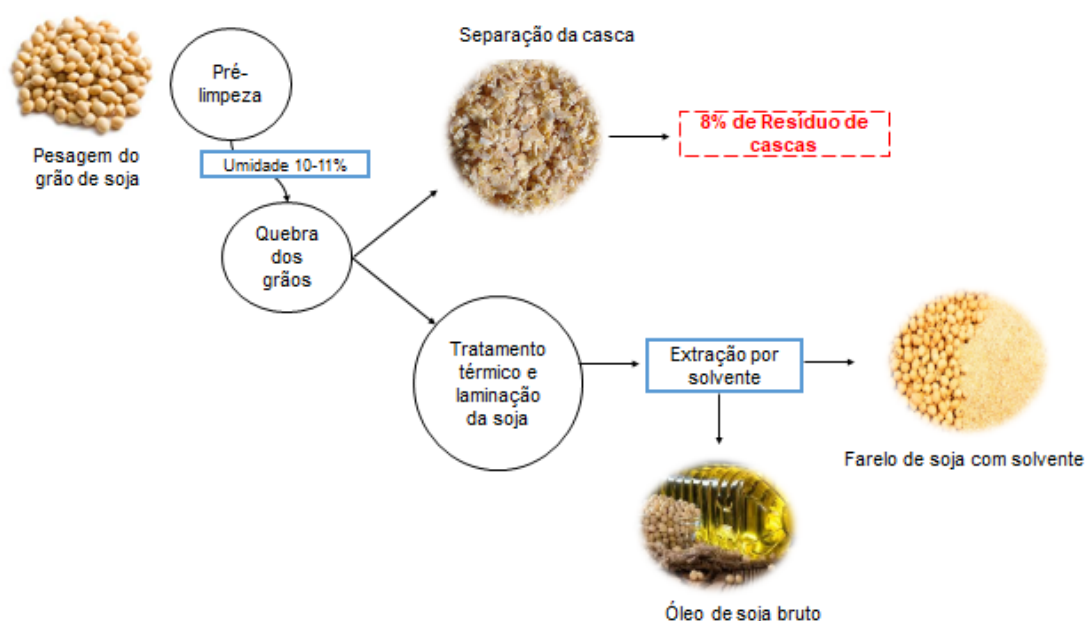 Pesagem do
grão de soja
Pré-
limpeza
Umidade 10-11%
Quebra
dos
grãos
Separação da casca
8% de Resíduo de
cascas
Tratamento
térmico e
laminação
da soja
Extração por
solvente
Farelo de soja com solvente
Óleo de soja bruto